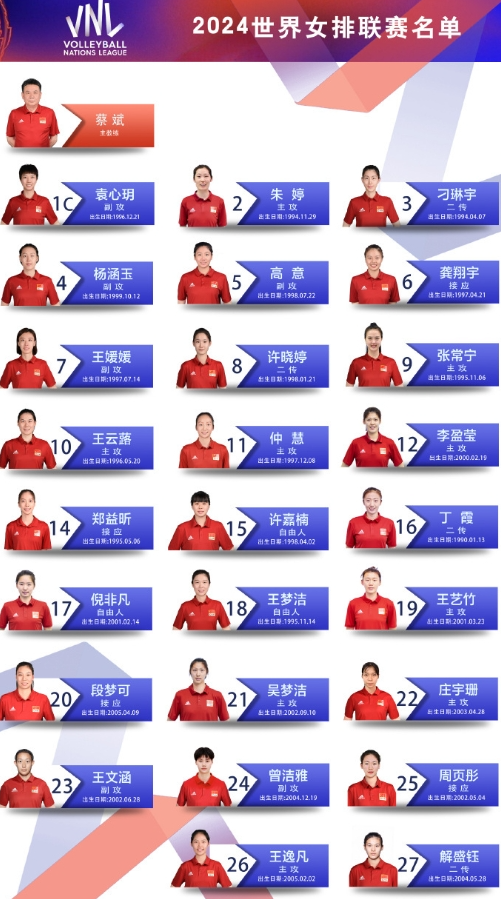 VNL
VOLLEYBALL
NATIONS LEAGUE
2024世界女排联赛名单
蔡 斌
主教练
1C
袁心玥
副 攻
出生日期:1996.12.21
2
朱 婷
主 攻
出生日期:1994.11.29
3
刁琳宇
二 传
出生日期:1994.04.07
4
杨涵玉
副 攻
出生日期:1999.10.12
5
高 意
副 攻
出生日期:1998.07.22
6
龚翔宇
接 应
出生日期:1997.04.21
7
王媛媛
副 攻
出生日期:1997.07.14
8
许晓婷
二 传
出生日期:1998.01.21
9
张常宁
主 攻
出生日期:1995.11.06
10
王云蕗
主 攻
出生日期:1996.05.20
11
仲 慧
主 攻
出生日期:1997.12.08
12
李盈莹
主 攻
出生日期:2000.02.19
14
郑益昕
接 应
出生日期:1995.05.06
15
许嘉楠
自由人
出生日期:1998.04.02
16
丁 霞
二 传
出生日期:1990.01.13
17
倪非凡
自由人
出生日期:2001.02.14
18
王梦洁
自由人
出生日期:1995.11.14
19
王艺竹
主 攻
出生日期:2001.03.23
20
段梦可
接 应
出生日期:2005.04.09
21
吴梦洁
主 攻
出生日期:2002.09.10
22
庄宇珊
主 攻
出生日期:2003.04.28
23
王文涵
副 攻
出生日期:2002.06.28
24
曾洁雅
副 攻
出生日期:2004.12.19
25
周页彤
接 应
出生日期:2002.05.04
26
王逸凡
主 攻
出生日期:2005.02.02
27
解盛钰
二 传
出生日期:2004.05.28